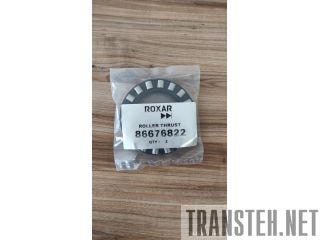 ROXAR
ROLLER THRUST
86676822
QTY: 1
TRANSTEH.NET